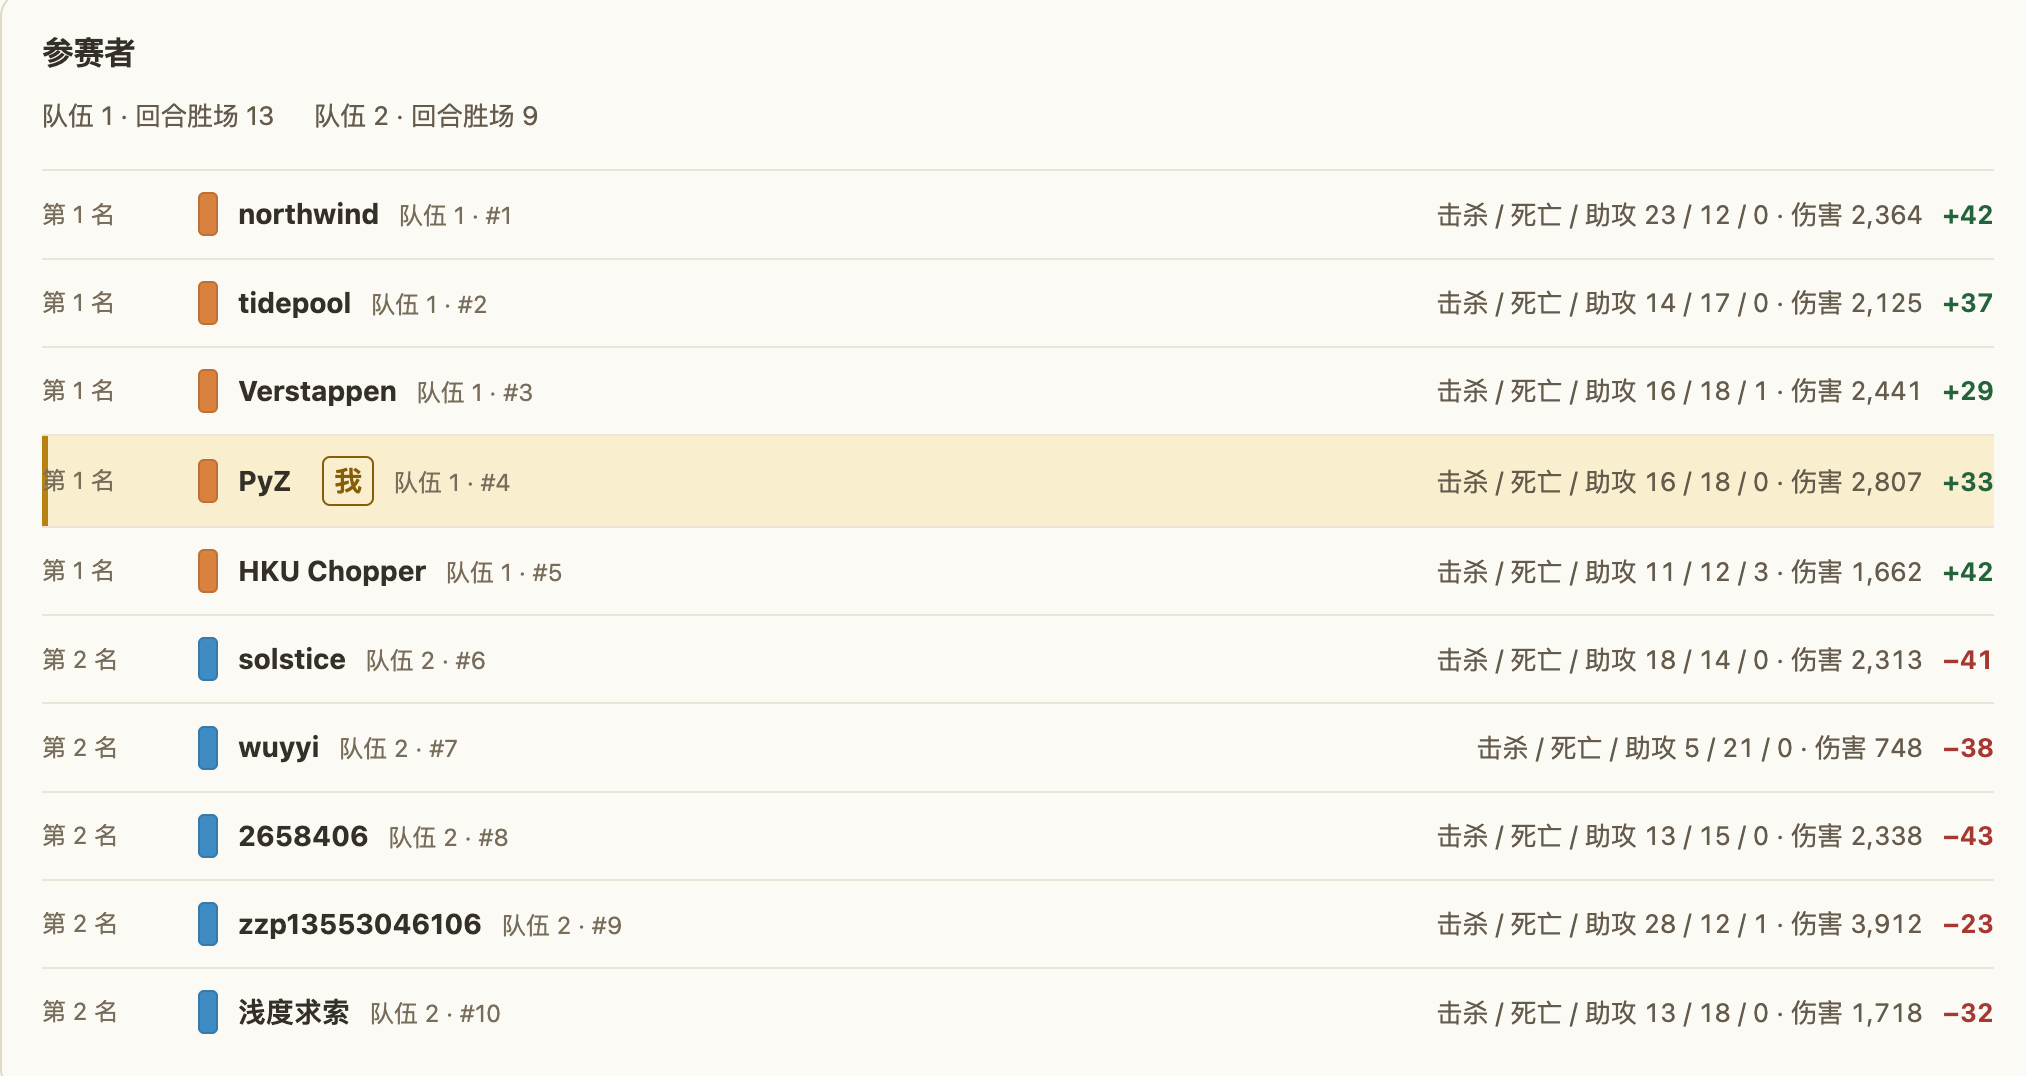 参赛者
队伍 1 · 回合胜场 13 队伍 2 · 回合胜场 9
第 1 名 northwind 队伍 1 · #1 击杀 / 死亡 / 助攻 23 / 12 / 0 · 伤害 2,364 +42
第 1 名 tidepool 队伍 1 · #2 击杀 / 死亡 / 助攻 14 / 17 / 0 · 伤害 2,125 +37
第 1 名 Verstappen 队伍 1 · #3 击杀 / 死亡 / 助攻 16 / 18 / 1 · 伤害 2,441 +29
第 1 名 PyZ 我 队伍 1 · #4 击杀 / 死亡 / 助攻 16 / 18 / 0 · 伤害 2,807 +33
第 1 名 HKU Chopper 队伍 1 · #5 击杀 / 死亡 / 助攻 11 / 12 / 3 · 伤害 1,662 +42
第 2 名 solstice 队伍 2 · #6 击杀 / 死亡 / 助攻 18 / 14 / 0 · 伤害 2,313 −41
第 2 名 wuyyi 队伍 2 · #7 击杀 / 死亡 / 助攻 5 / 21 / 0 · 伤害 748 −38
第 2 名 2658406 队伍 2 · #8 击杀 / 死亡 / 助攻 13 / 15 / 0 · 伤害 2,338 −43
第 2 名 zzp13553046106 队伍 2 · #9 击杀 / 死亡 / 助攻 28 / 12 / 1 · 伤害 3,912 −23
第 2 名 浅度求索 队伍 2 · #10 击杀 / 死亡 / 助攻 13 / 18 / 0 · 伤害 1,718 −32